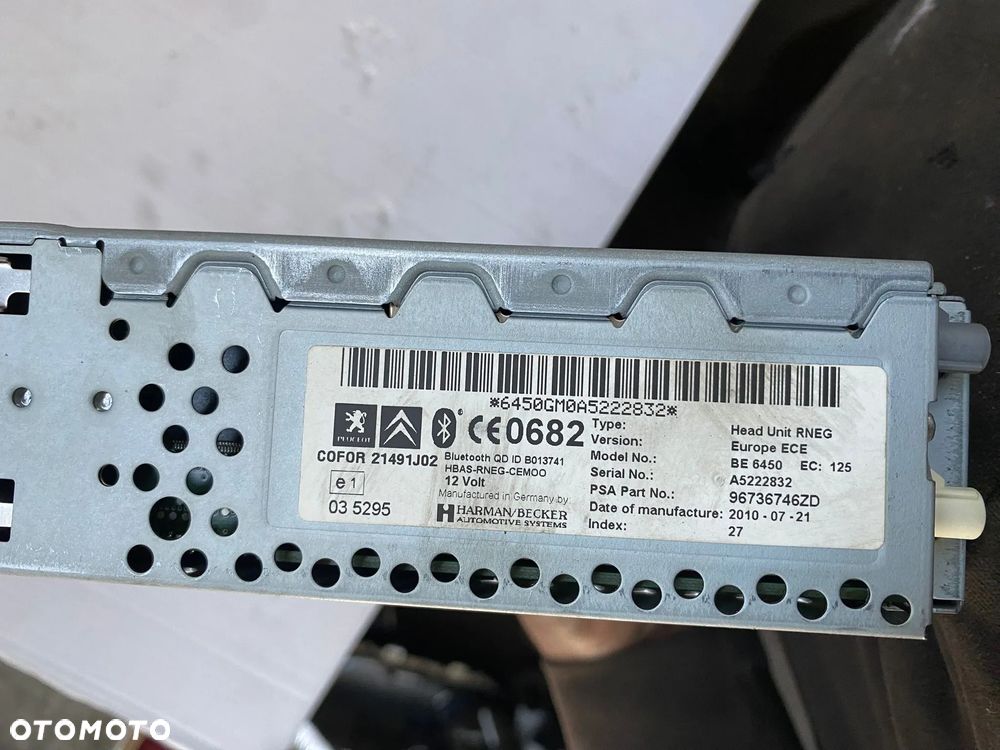 *6450GM0A5222832*
PEUGEOT
CE0682
COFOR 21491J02
Bluetooth QD ID B013741
HBAS-RNEG-CEMOO
12 Volt
e1
03 5295
Manufactured in Germany by:
HARMAN/BECKER
AUTOMOTIVE SYSTEMS
Type: Head Unit RNEG
Version: Europe ECE
Model No.: BE 6450 EC: 125
Serial No.: A5222832
PSA Part No.: 96736746ZD
Date of manufacture: 2010-07-21
Index: 27
OTOMOTO